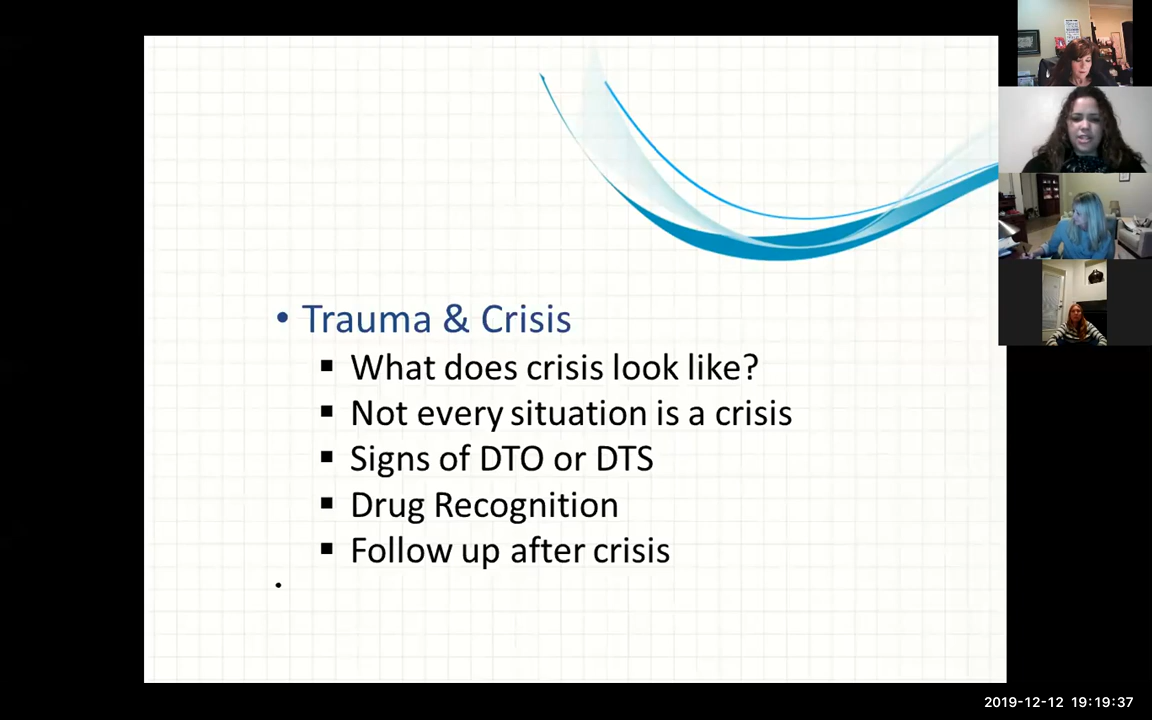 • Trauma & Crisis
▪ What does crisis look like?
▪ Not every situation is a crisis
▪ Signs of DTO or DTS
▪ Drug Recognition
▪ Follow up after crisis
•
2019-12-12 19:19:37